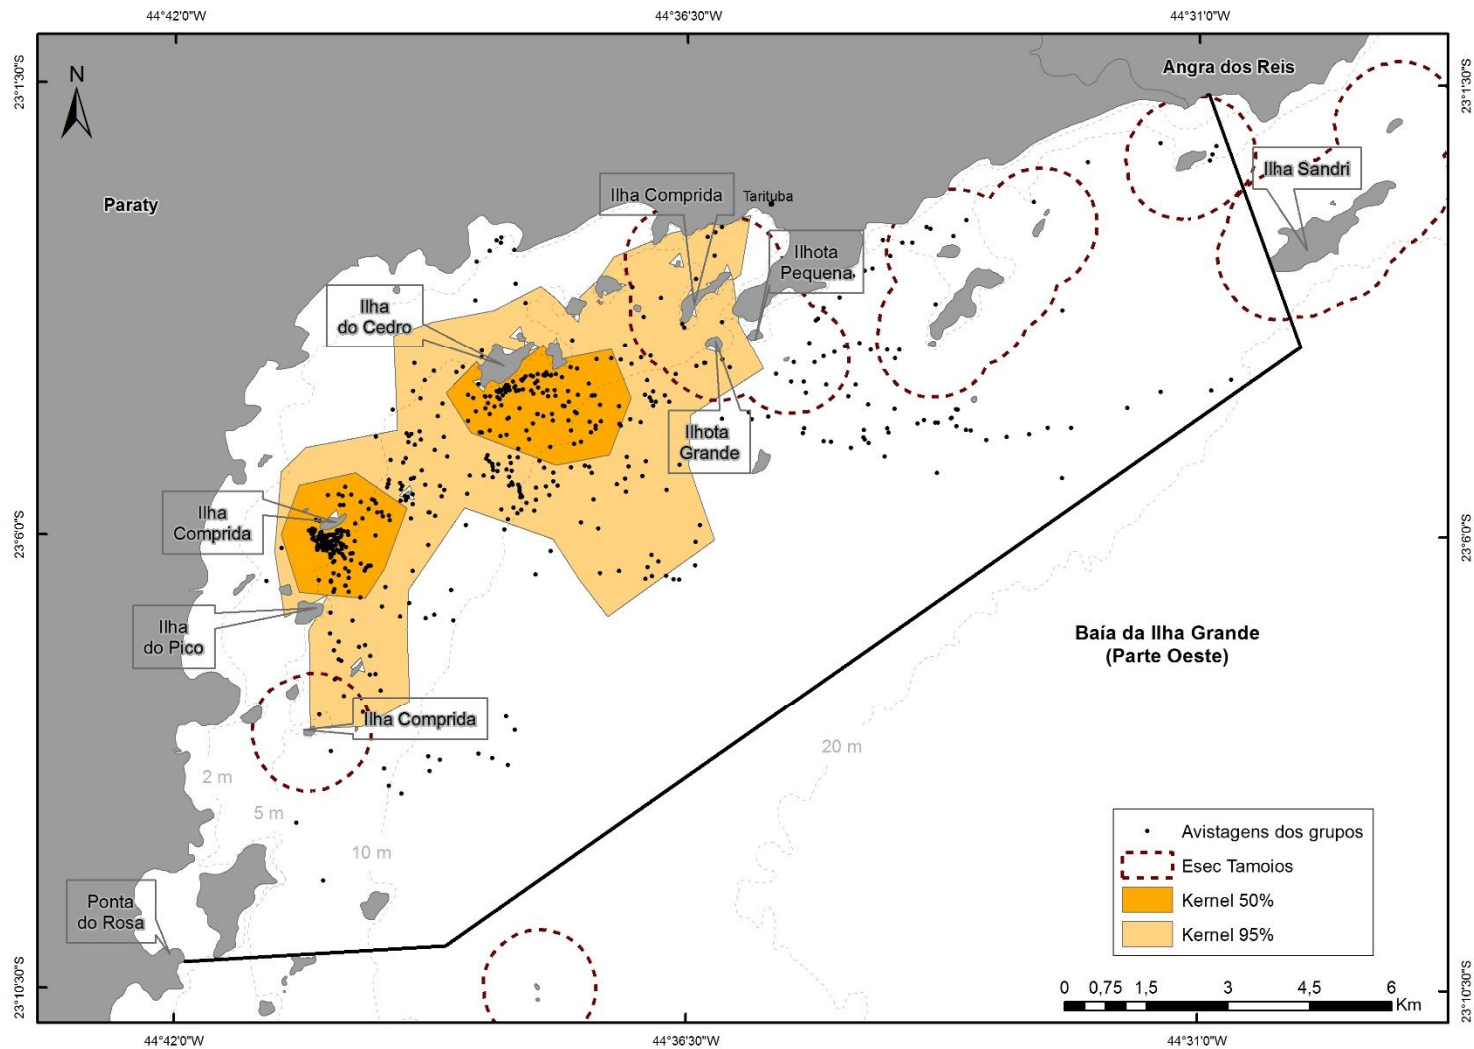 44°42'0"W
44°36'30"W
44°31'0"W
23°1'30"S
23°1'30"S
N
Angra dos Reis
Ilha Sandri
Ilha Comprida
Tarituba
Paraty
Ilhota
Pequena
Ilha
do Cedro
Ilhota
Grande
Ilha
Comprida
23°6'0"S
23°6'0"S
Ilha
do Pico
Baía da Ilha Grande
(Parte Oeste)
Ilha Comprida
20 m
2 m
5 m
10 m
Avistagens dos grupos
Esec Tamoios
Kernel 50%
Kernel 95%
Ponta
do Rosa
0 0,75 1,5 3 4,5 6
Km
23°10'30"S
23°10'30"S
44°42'0"W
44°36'30"W
44°31'0"W